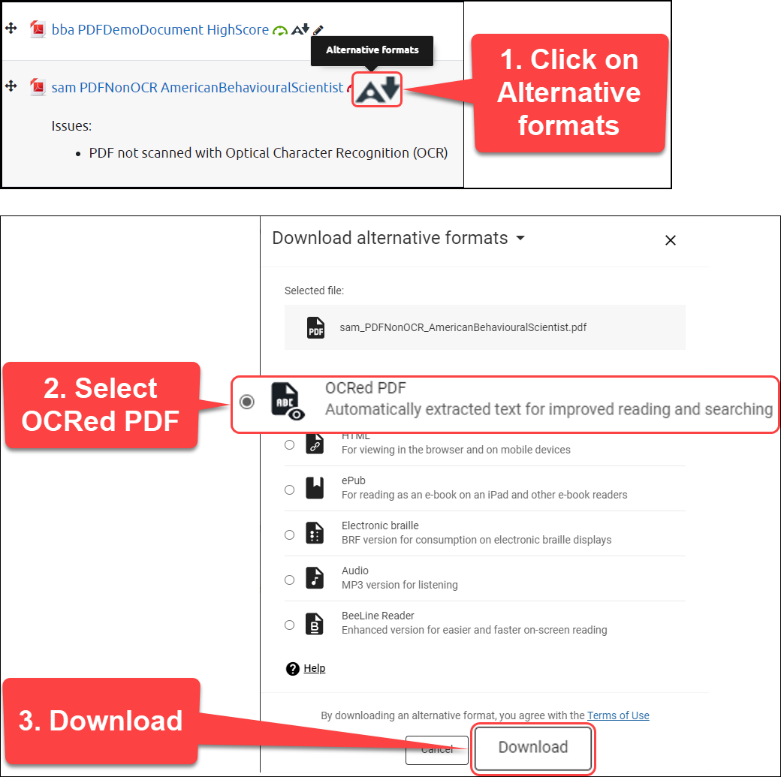 bba PDFDemoDocument HighScore
Alternative formats
sam PDFNonOCR AmericanBehaviouralScientist
Issues:
PDF not scanned with Optical Character Recognition (OCR)
1. Click on
Alternative
formats
Download alternative formats
Selected file:
PDF
sam_PDFNonOCR_AmericanBehaviouralScientist.pdf
2. Select
OCRed PDF
ABC
OCRed PDF
Automatically extracted text for improved reading and searching
HTML
For viewing in the browser and on mobile devices
ePub
For reading as an e-book on an iPad and other e-book readers
Electronic braille
BRF version for consumption on electronic braille displays
Audio
MP3 version for listening
B
BeeLine Reader
Enhanced version for easier and faster on-screen reading
Help
3. Download
By downloading an alternative format, you agree with the Terms of Use
Cancel
Download